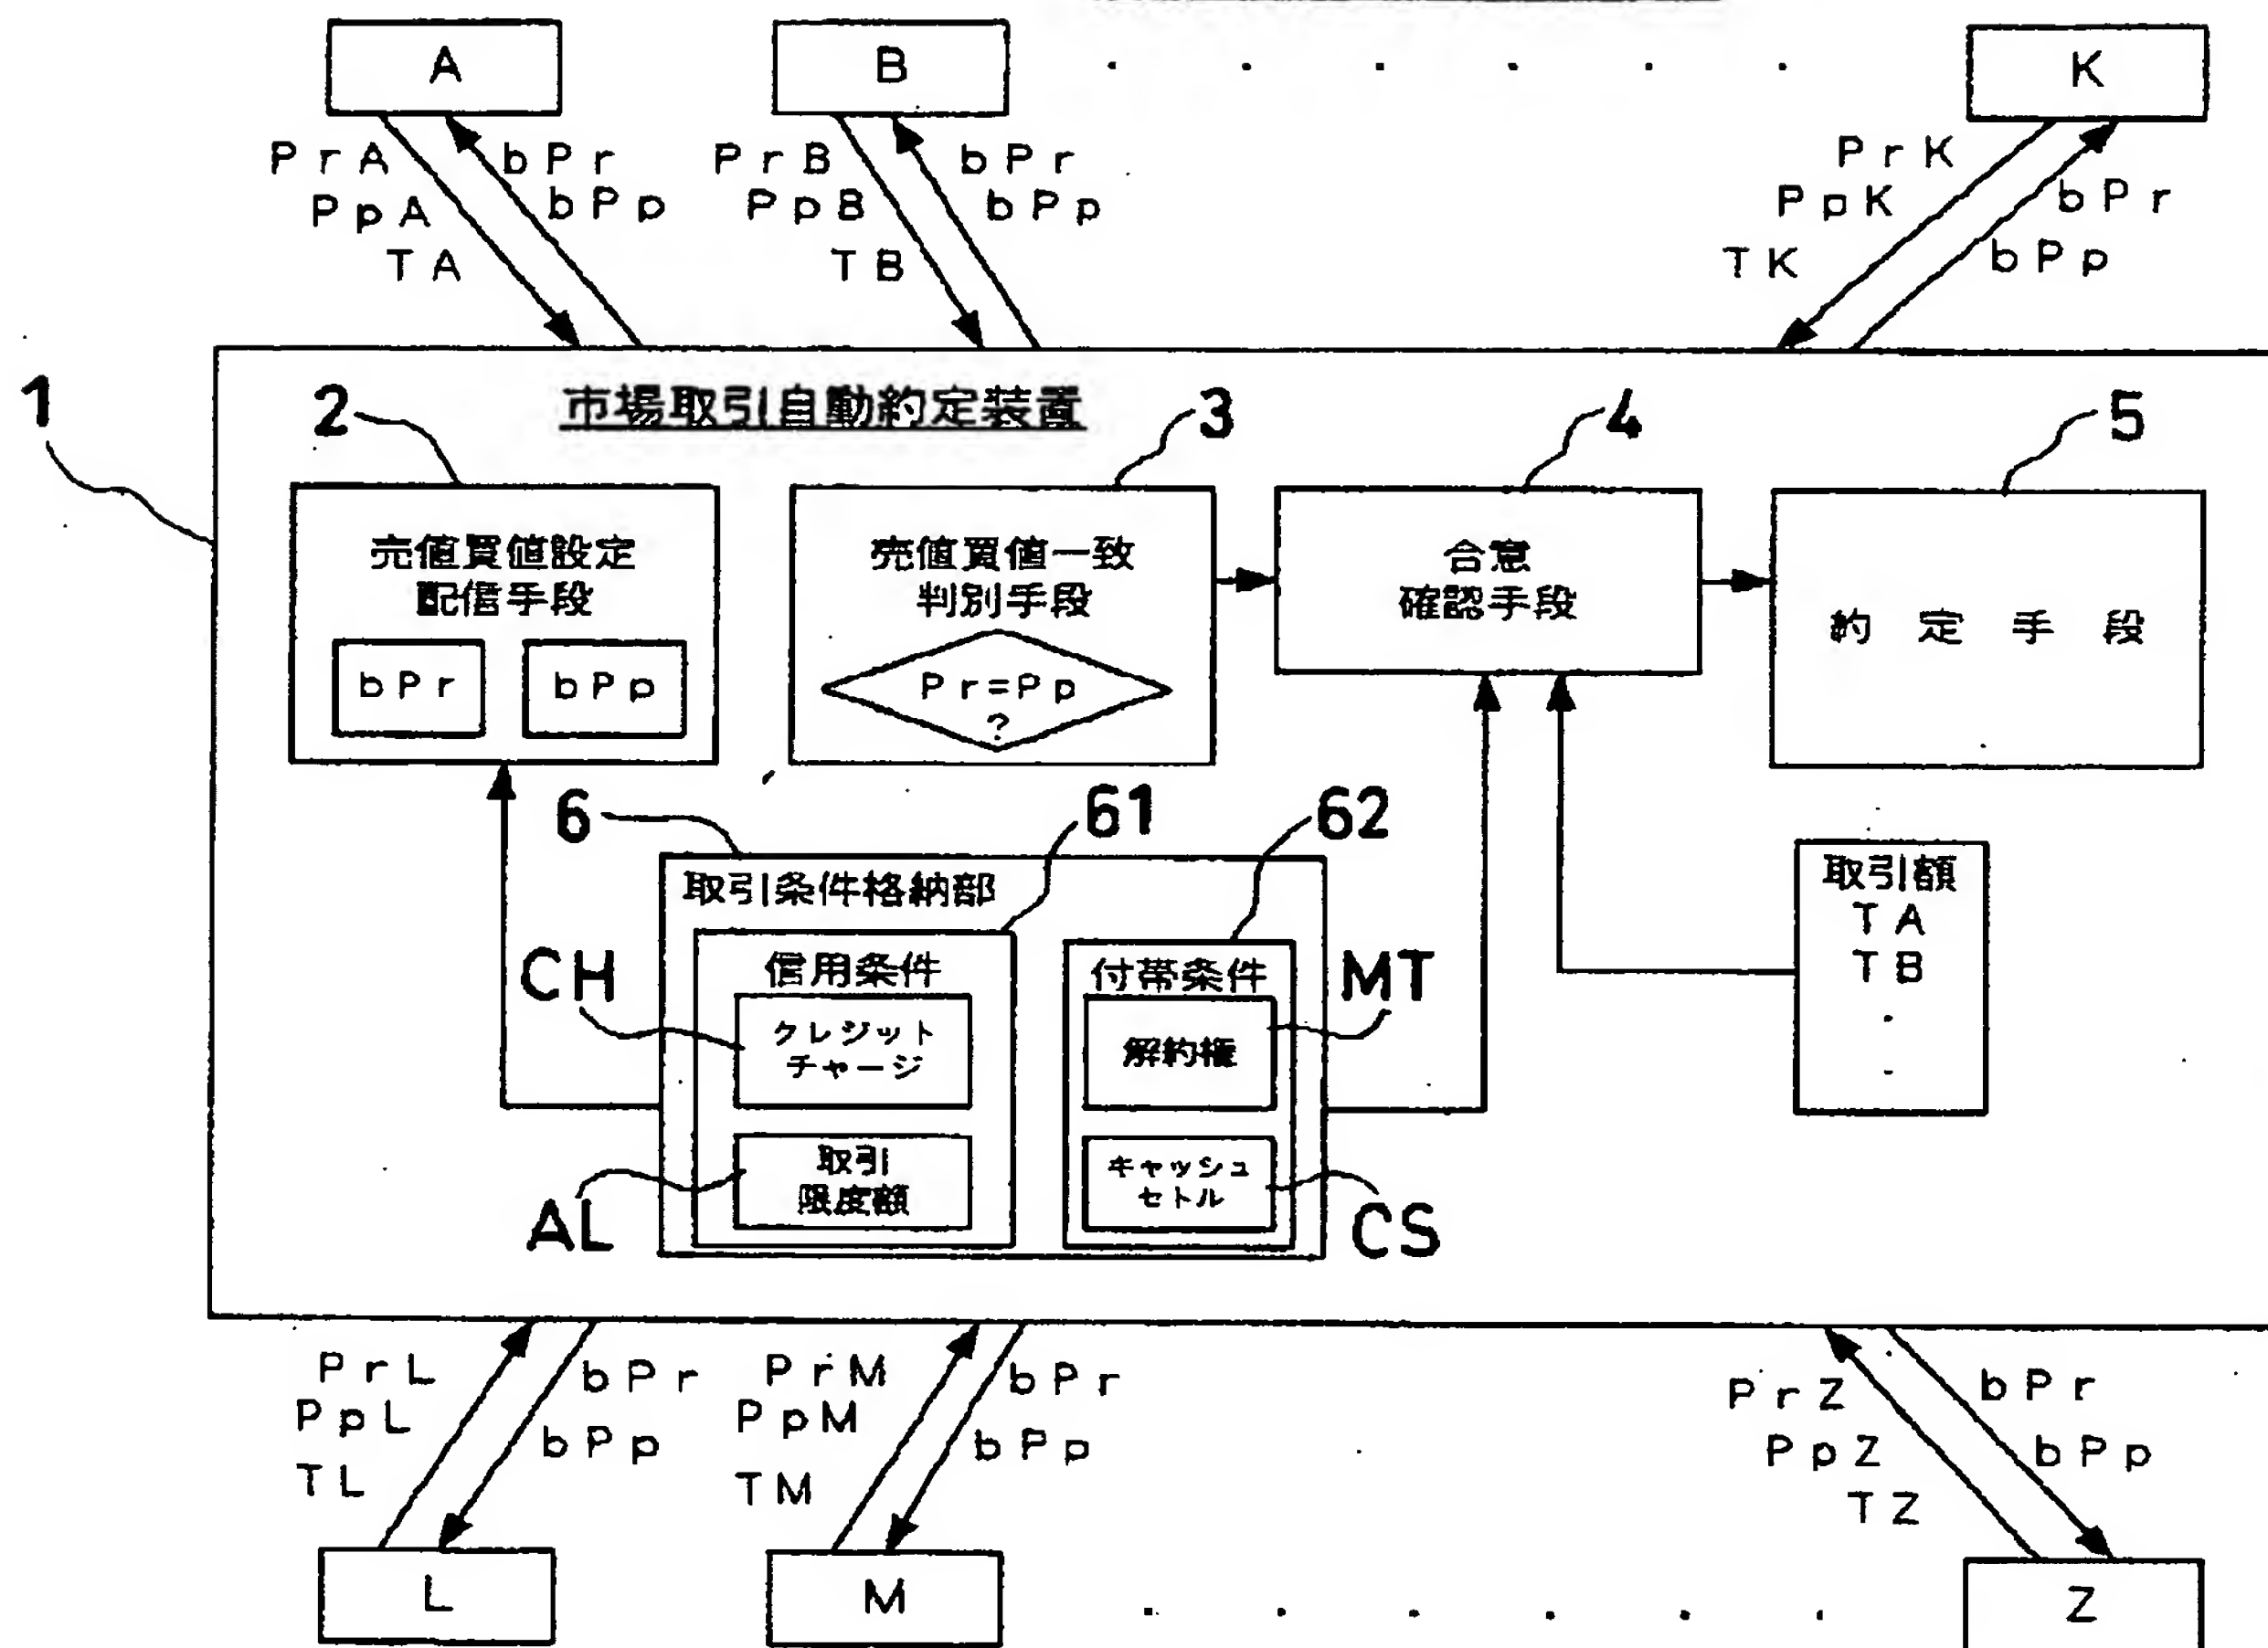 A B K
PrA bPr PrB bPr PrK
PpA bPp PpB bPp PpK bPr
TA TB TK bPp
1 2 市場取引自動約定装置 3 4 5
売値買値設定
配信手段
bPr bPp
売値買値一致
判別手段
Pr=Pp
?
合意
確認手段
約定手段
6 61 62
取引条件格納部
CH 信用条件
クレジット
チャージ
AL 取引
限度額
付帯条件 MT
解約権
キャッシュ
セトル CS
取引額
TA
TB
PrL bPr PrM bPr PrZ bPr
PpL bPp PpM bPp PpZ bPp
TL TM TZ
L M Z